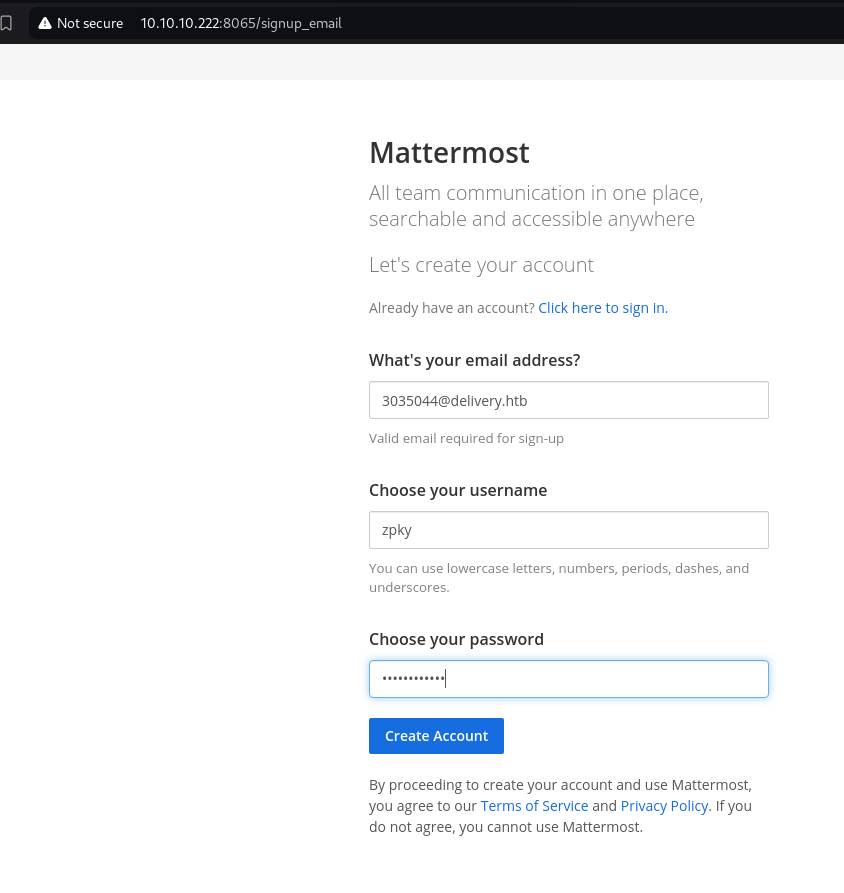 Not secure 10.10.10.222:8065/signup_email
Mattermost
All team communication in one place,
searchable and accessible anywhere
Let's create your account
Already have an account? Click here to sign in.
What's your email address?
3035044@delivery.htb
Valid email required for sign-up
Choose your username
zpky
You can use lowercase letters, numbers, periods, dashes, and
underscores.
Choose your password
••••••••••••
Create Account
By proceeding to create your account and use Mattermost,
you agree to our Terms of Service and Privacy Policy. If you
do not agree, you cannot use Mattermost.